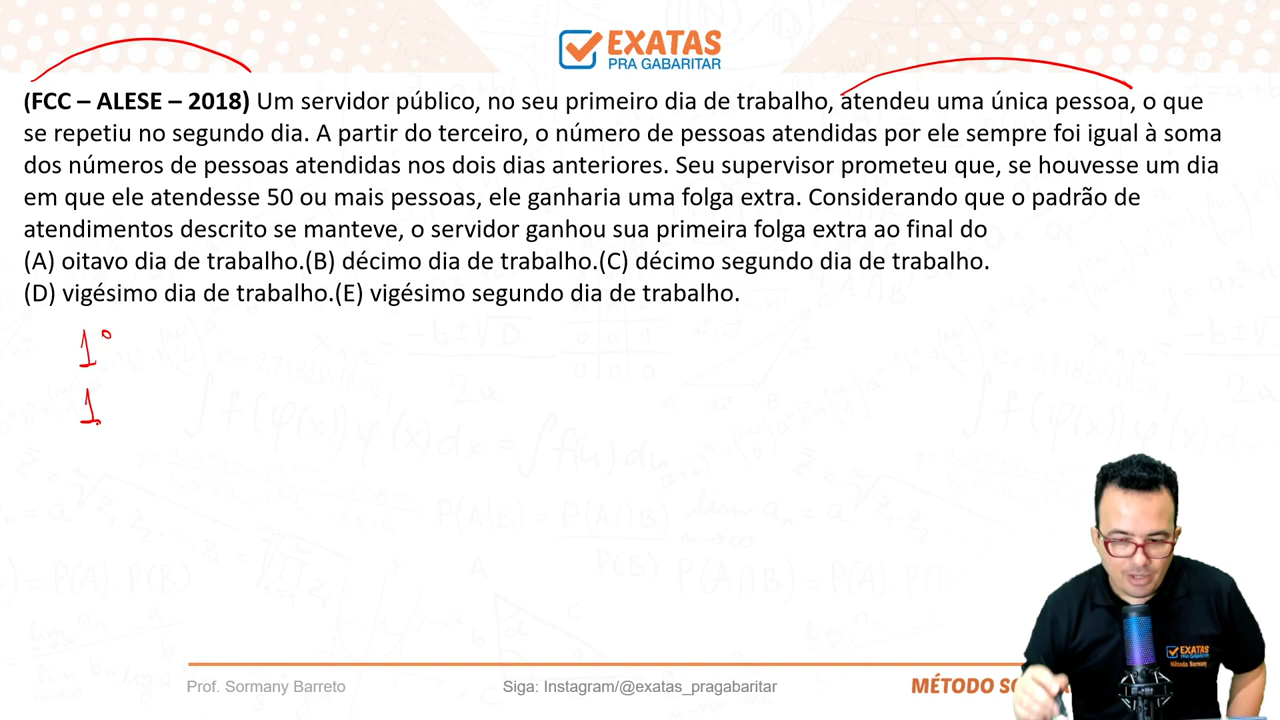 EXATAS
PRA GABARITAR
(FCC – ALESE – 2018) Um servidor público, no seu primeiro dia de trabalho, atendeu uma única pessoa, o que
se repetiu no segundo dia. A partir do terceiro, o número de pessoas atendidas por ele sempre foi igual à soma
dos números de pessoas atendidas nos dois dias anteriores. Seu supervisor prometeu que, se houvesse um dia
em que ele atendesse 50 ou mais pessoas, ele ganharia uma folga extra. Considerando que o padrão de
atendimentos descrito se manteve, o servidor ganhou sua primeira folga extra ao final do
(A) oitavo dia de trabalho.(B) décimo dia de trabalho.(C) décimo segundo dia de trabalho.
(D) vigésimo dia de trabalho.(E) vigésimo segundo dia de trabalho.
1°
1
EXATAS
PRA GABARITAR
Método Sormany
Prof. Sormany Barreto
Siga: Instagram/@exatas_pragabaritar
MÉTODO